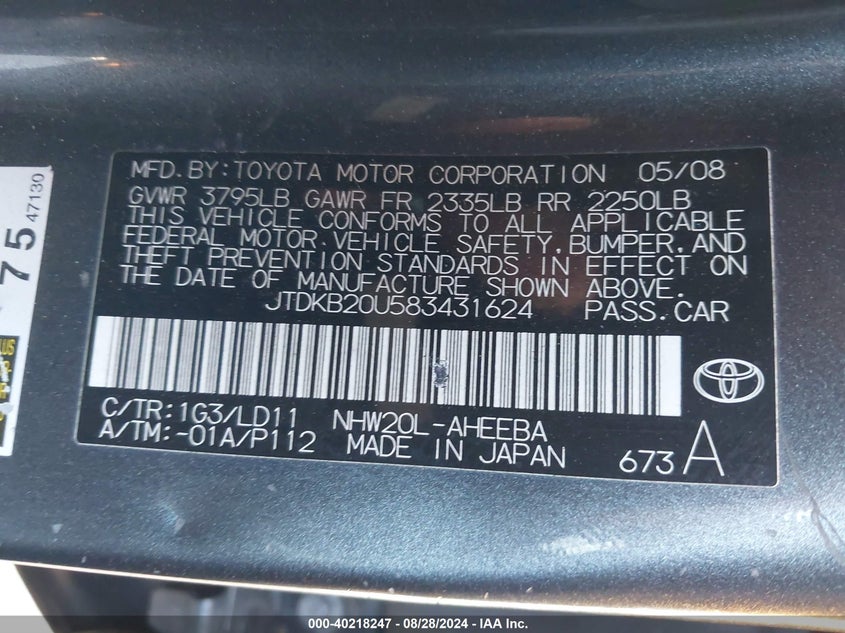 MFD.BY:TOYOTA MOTOR CORPORATION 05/08
GVWR 3795LB GAWR FR 2335LB RR 2250LB
THIS VEHICLE CONFORMS TO ALL APPLICABLE
FEDERAL MOTOR VEHICLE SAFETY, BUMPER, AND
THEFT PREVENTION STANDARDS IN EFFECT ON
THE DATE OF MANUFACTURE SHOWN ABOVE.
JTDKB20U583431624 PASS.CAR
C/TR:1G3/LD11 NHW20L-AHEEBA
A/TM:-01A/P112 MADE IN JAPAN 673A
75
47130
000-40218247 - 08/28/2024 - IAA Inc.